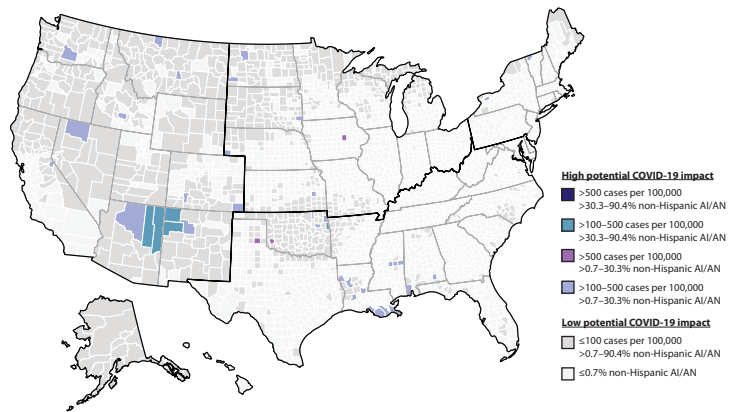 High potential COVID-19 impact
>500 cases per 100,000
>30.3–90.4% non-Hispanic AI/AN
>100–500 cases per 100,000
>30.3–90.4% non-Hispanic AI/AN
>500 cases per 100,000
>0.7–30.3% non-Hispanic AI/AN
>100–500 cases per 100,000
>0.7–30.3% non-Hispanic AI/AN
Low potential COVID-19 impact
≤100 cases per 100,000
>0.7–90.4% non-Hispanic AI/AN
≤0.7% non-Hispanic AI/AN